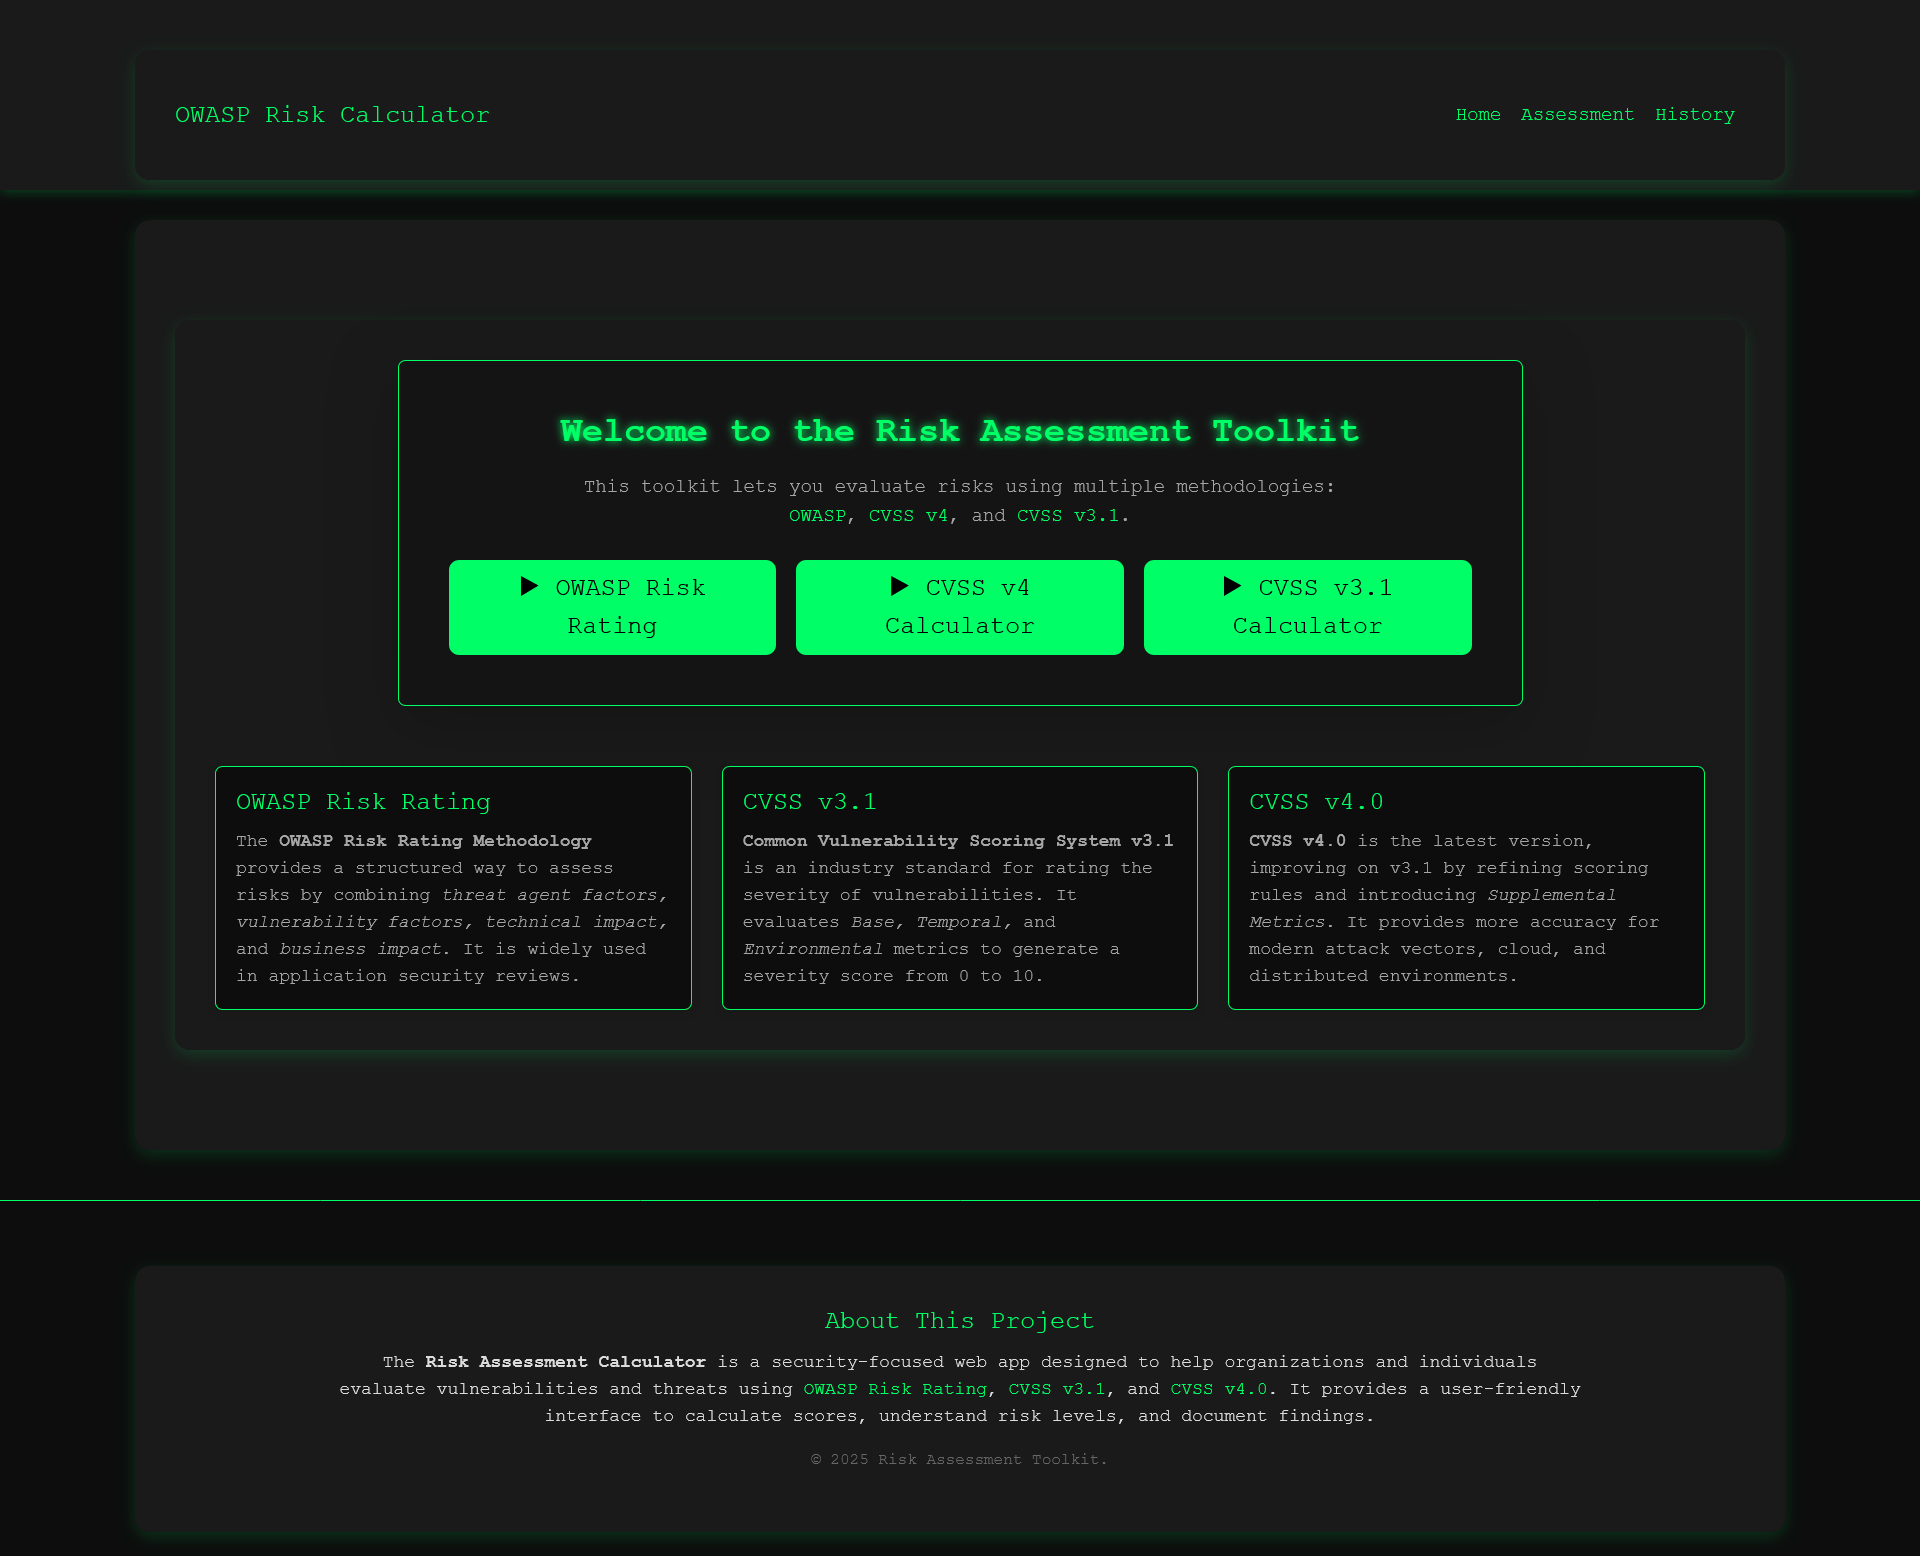 OWASP Risk Calculator
Home Assessment History
Welcome to the Risk Assessment Toolkit
This toolkit lets you evaluate risks using multiple methodologies:
OWASP, CVSS v4, and CVSS v3.1.
▶ OWASP Risk
Rating
▶ CVSS v4
Calculator
▶ CVSS v3.1
Calculator
OWASP Risk Rating
The OWASP Risk Rating Methodology
provides a structured way to assess
risks by combining threat agent factors,
vulnerability factors, technical impact,
and business impact. It is widely used
in application security reviews.
CVSS v3.1
Common Vulnerability Scoring System v3.1
is an industry standard for rating the
severity of vulnerabilities. It
evaluates Base, Temporal, and
Environmental metrics to generate a
severity score from 0 to 10.
CVSS v4.0
CVSS v4.0 is the latest version,
improving on v3.1 by refining scoring
rules and introducing Supplemental
Metrics. It provides more accuracy for
modern attack vectors, cloud, and
distributed environments.
About This Project
The Risk Assessment Calculator is a security-focused web app designed to help organizations and individuals
evaluate vulnerabilities and threats using OWASP Risk Rating, CVSS v3.1, and CVSS v4.0. It provides a user-friendly
interface to calculate scores, understand risk levels, and document findings.
© 2025 Risk Assessment Toolkit.